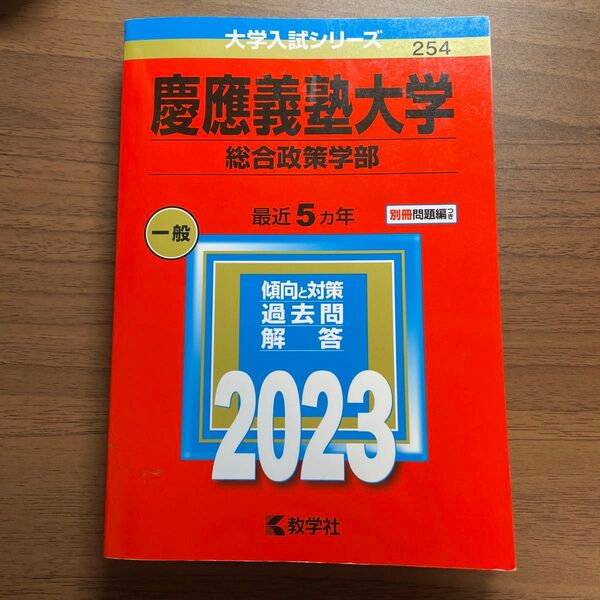 大学入試シリーズ
254
慶應義塾大学
総合政策学部
最近5ヵ年
別冊問題編つき
一般
傾向と対策
過去問
解答
2023
教学社